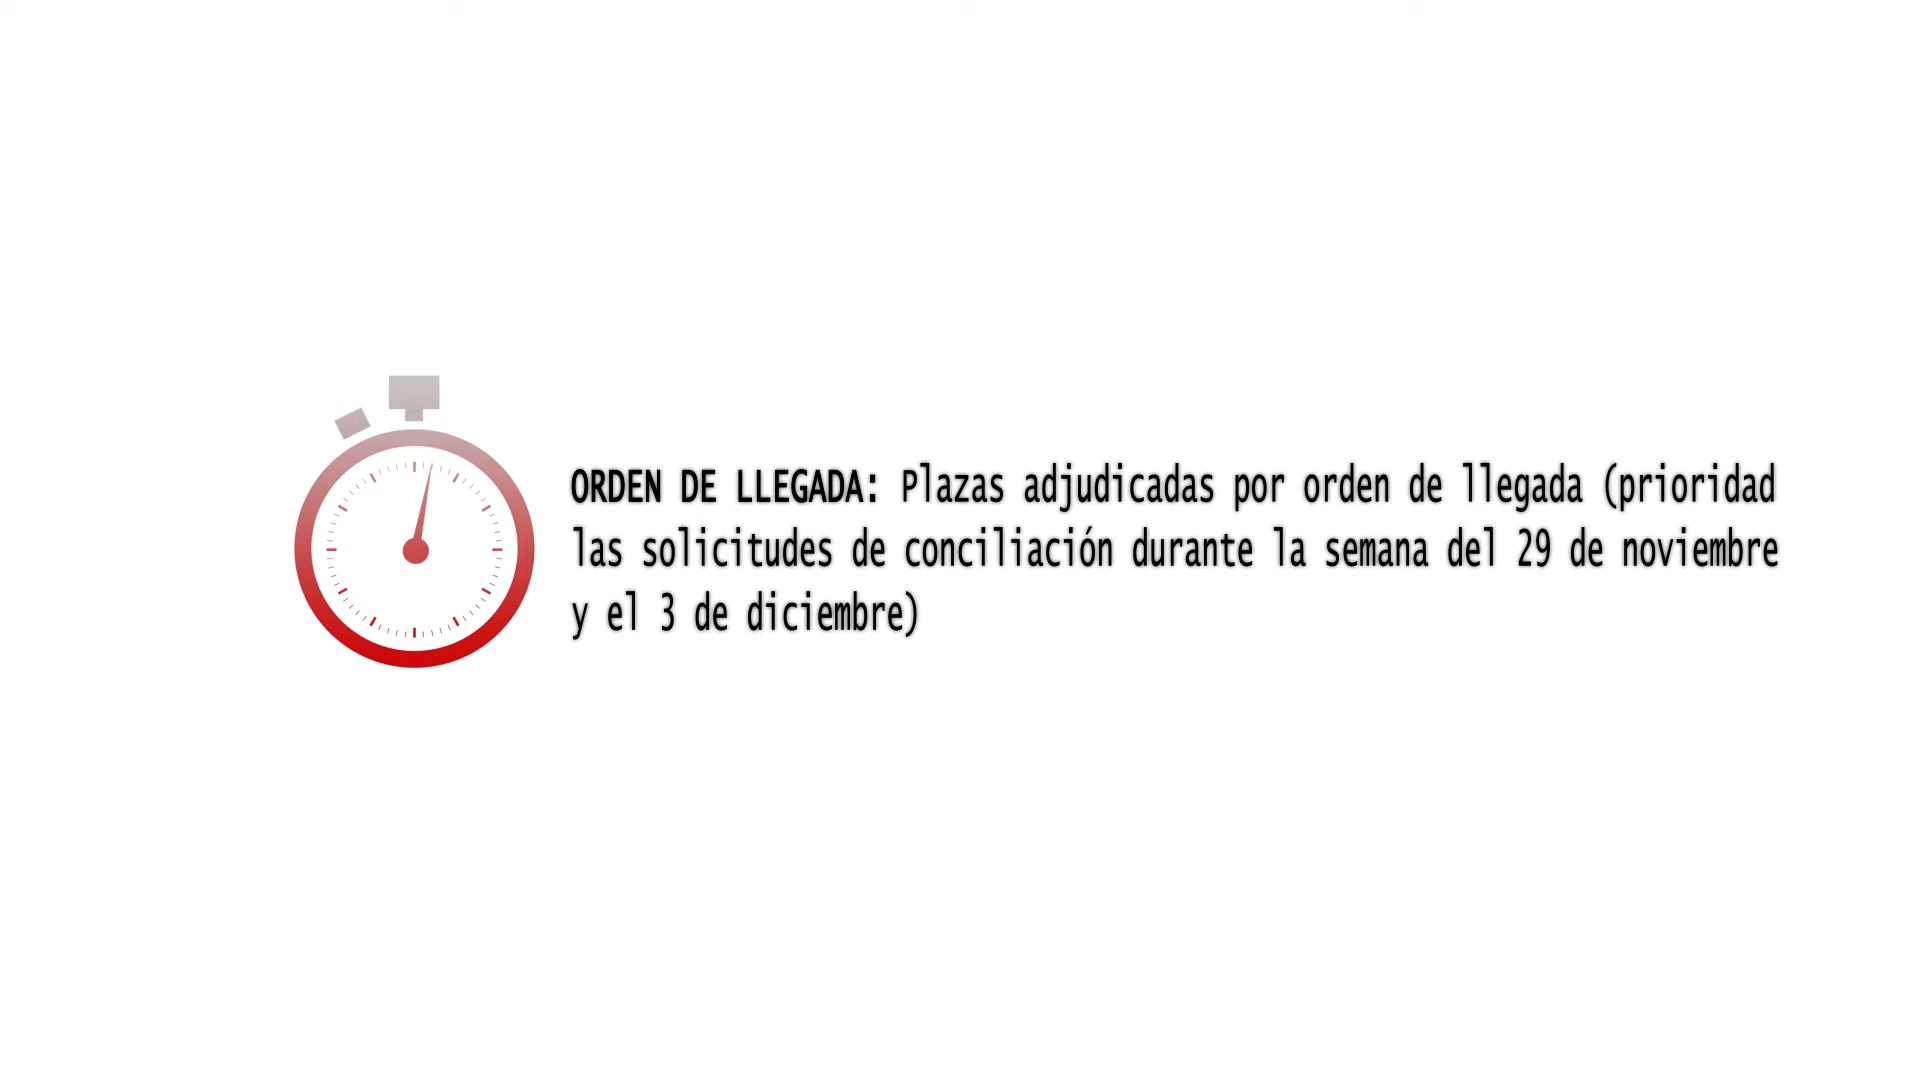 ORDEN DE LLEGADA: Plazas adjudicadas por orden de llegada (prioridad
las solicitudes de conciliación durante la semana del 29 de noviembre
y el 3 de diciembre)